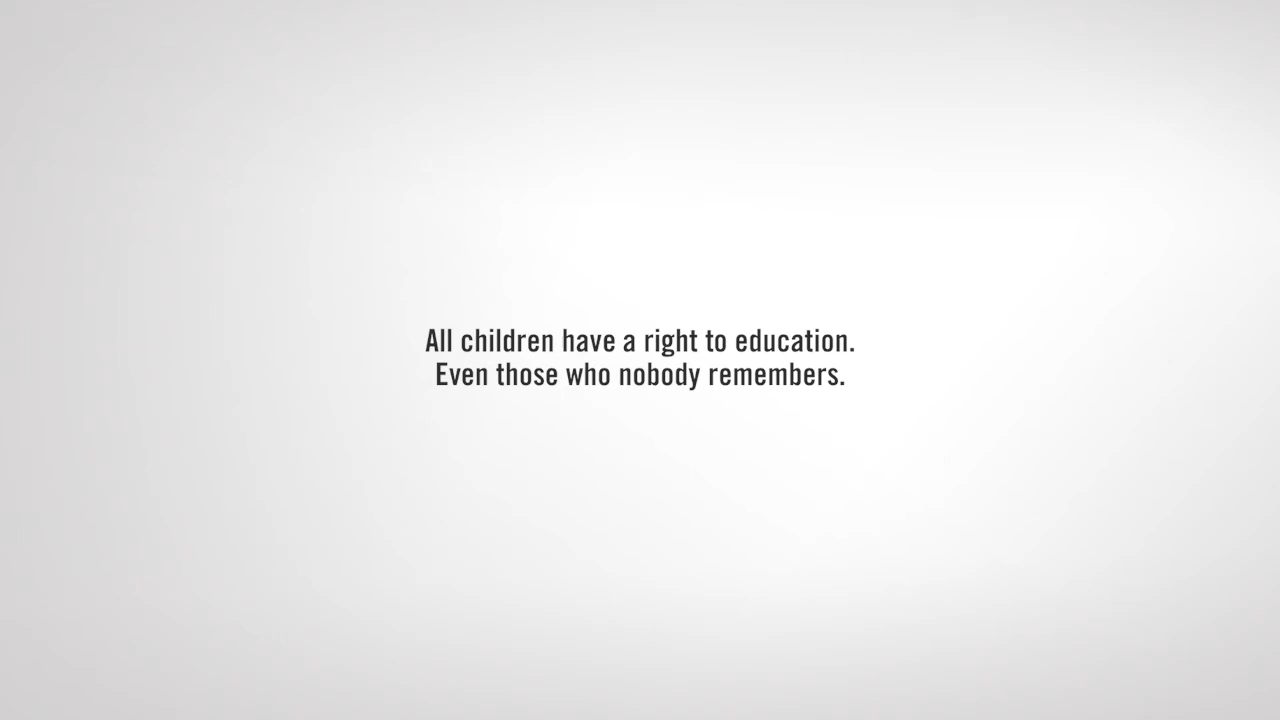 All children have a right to education.
Even those who nobody remembers.